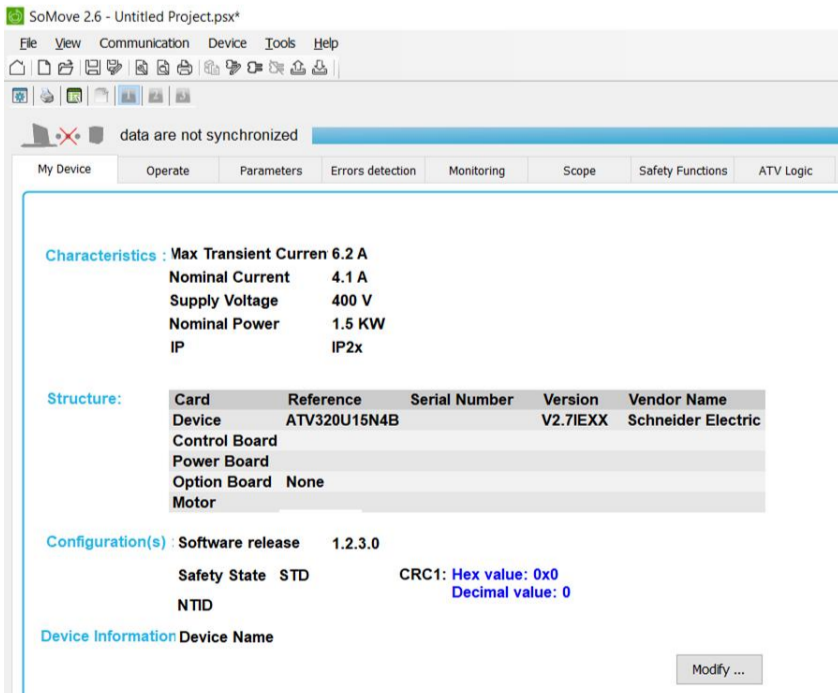 SoMove 2.6 - Untitled Project.psx*
File View Communication Device Tools Help
1 2 3
data are not synchronized
My Device Operate Parameters Errors detection Monitoring Scope Safety Functions ATV Logic
Characteristics : Max Transient Curren 6.2 A
Nominal Current 4.1 A
Supply Voltage 400 V
Nominal Power 1.5 KW
IP IP2x
Structure: Card Reference Serial Number Version Vendor Name
Device ATV320U15N4B V2.7IEXX Schneider Electric
Control Board
Power Board
Option Board None
Motor
Configuration(s) : Software release 1.2.3.0
Safety State STD CRC1: Hex value: 0x0
Decimal value: 0
NTID
Device Information Device Name
Modify ...